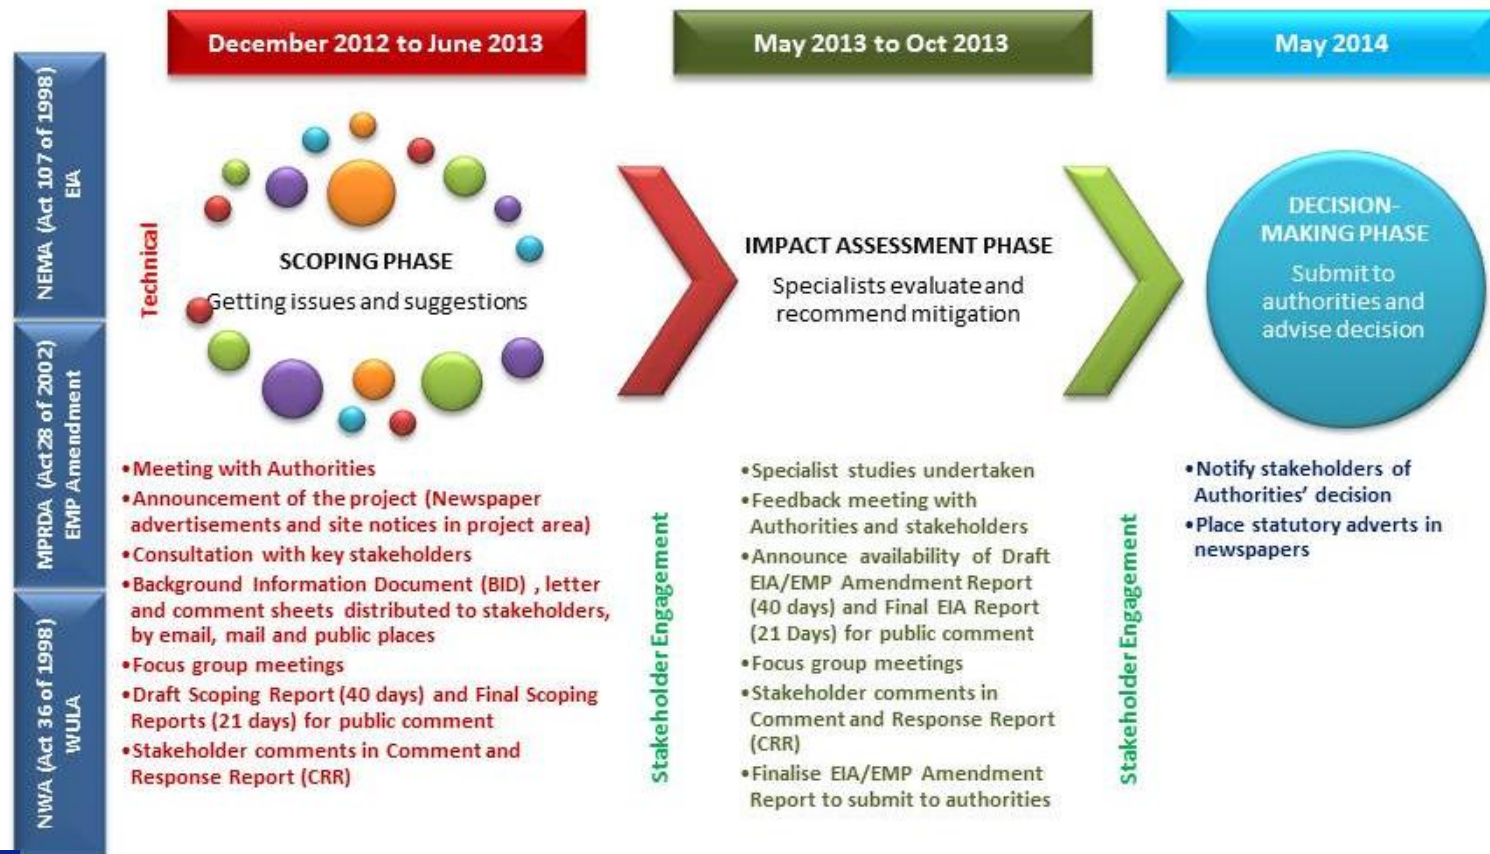 December 2012 to June 2013
May 2013 to Oct 2013
May 2014
NEMA (Act 107 of 1998)
EIA
MPRDA (Act 28 of 2002)
EMP Amendment
NWA (Act 36 of 1998)
WULA
Technical
SCOPING PHASE
Getting issues and suggestions
IMPACT ASSESSMENT PHASE
Specialists evaluate and
recommend mitigation
DECISION-
MAKING PHASE
Submit to
authorities and
advise decision
•Meeting with Authorities
•Announcement of the project (Newspaper
advertisements and site notices in project area)
•Consultation with key stakeholders
•Background Information Document (BID) , letter
and comment sheets distributed to stakeholders,
by email, mail and public places
•Focus group meetings
•Draft Scoping Report (40 days) and Final Scoping
Reports (21 days) for public comment
•Stakeholder comments in Comment and
Response Report (CRR)
Stakeholder Engagement
•Specialist studies undertaken
•Feedback meeting with
Authorities and stakeholders
•Announce availability of Draft
EIA/EMP Amendment Report
(40 days) and Final EIA Report
(21 Days) for public comment
•Focus group meetings
•Stakeholder comments in
Comment and Response Report
(CRR)
•Finalise EIA/EMP Amendment
Report to submit to authorities
Stakeholder Engagement
•Notify stakeholders of
Authorities' decision
•Place statutory adverts in
newspapers